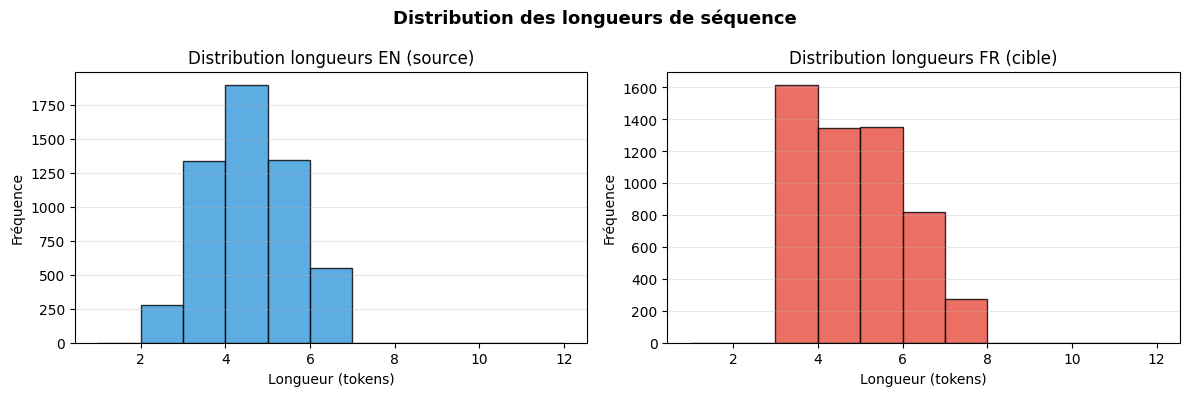 Distribution des longueurs de séquence
Distribution longueurs EN (source)
1750
1500
1250
1000
750
500
250
0
Fréquence
2 4 6 8 10 12
Longueur (tokens)
Distribution longueurs FR (cible)
1600
1400
1200
1000
800
600
400
200
0
Fréquence
2 4 6 8 10 12
Longueur (tokens)